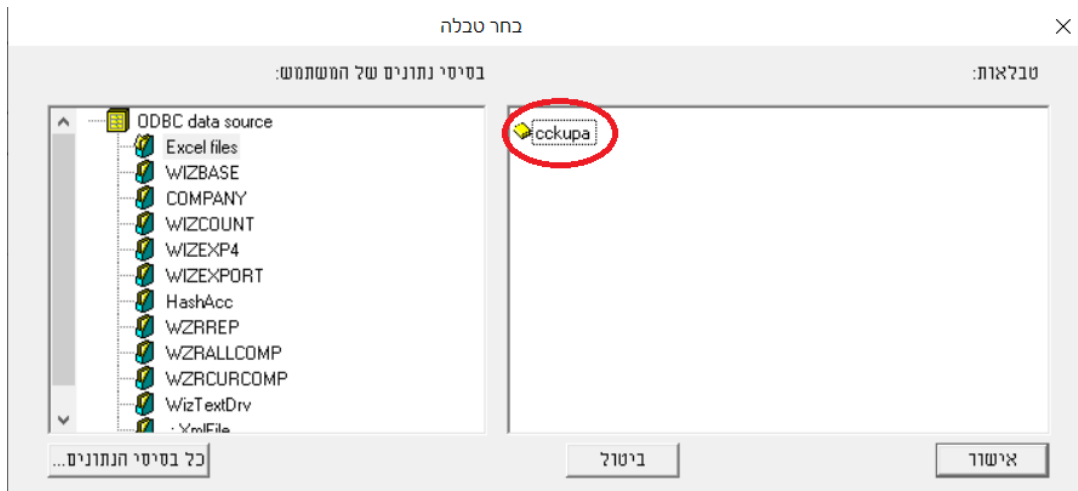 בחר טבלה
בסיסי נתונים של המשתמש:
טבלאות:
ODBC data source
Excel files
WIZBASE
COMPANY
WIZCOUNT
WIZEXP4
WIZEXPORT
HashAcc
WZRREP
WZRALLCOMP
WZRCURCOMP
WizTextDrv
: XmlFile
cckupa
כל בסיסי הנתונים...
ביטול
אישור